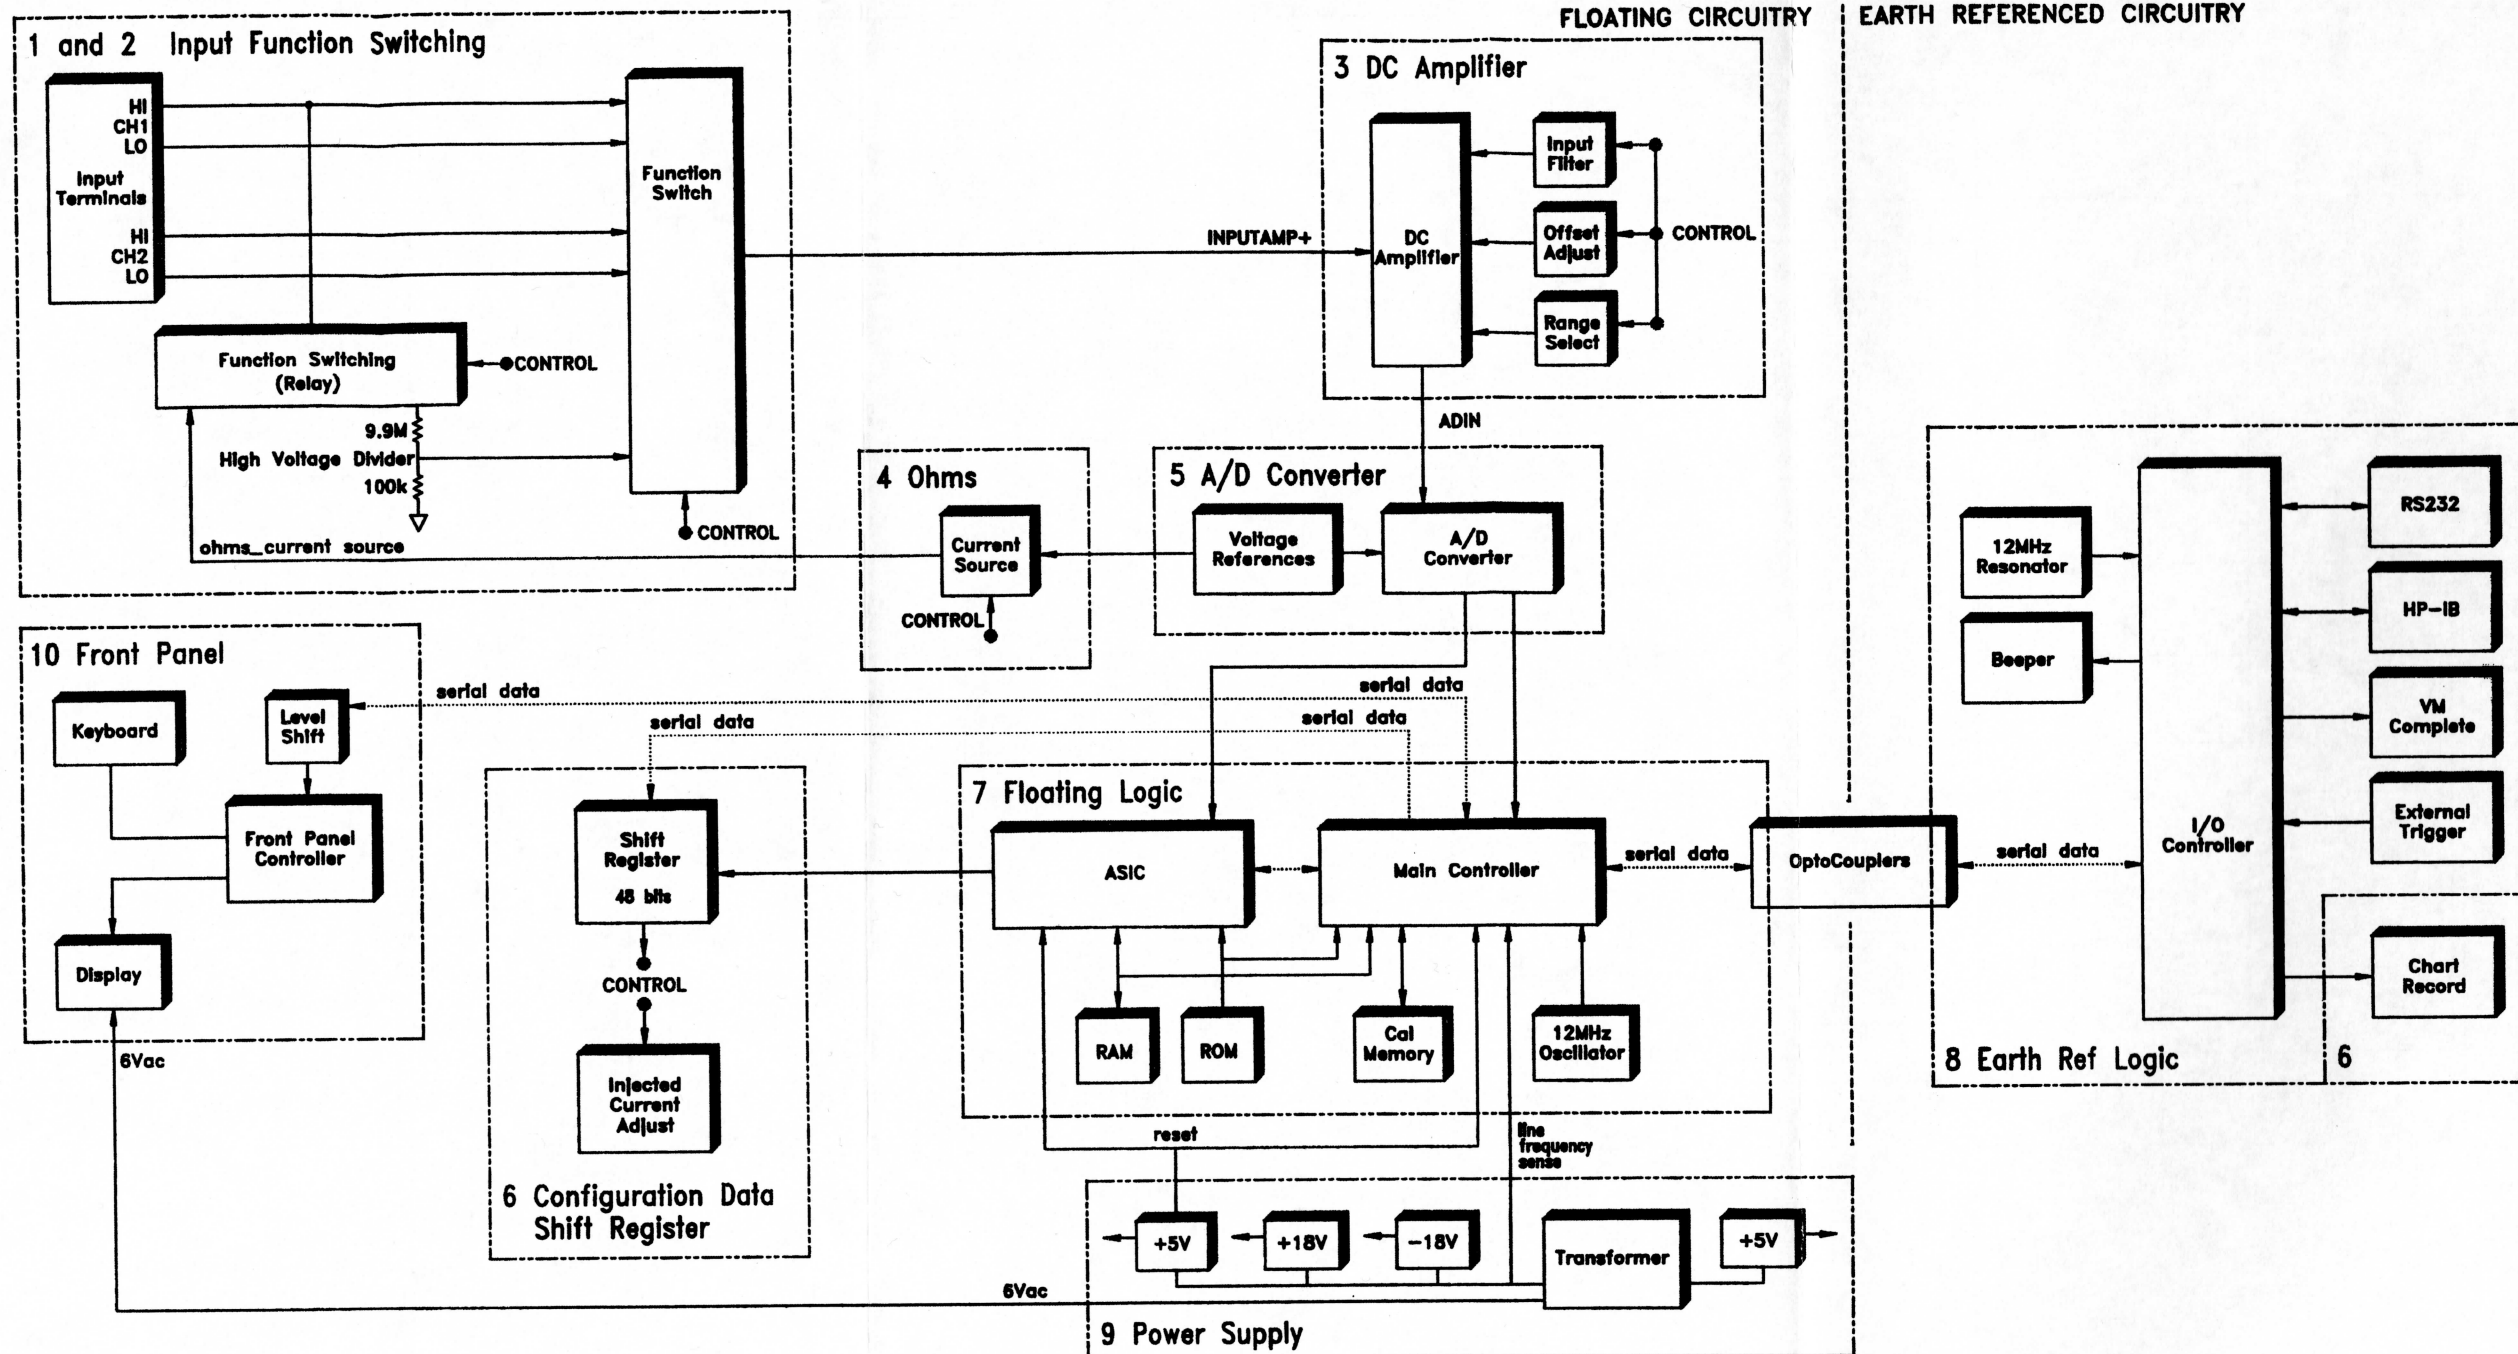 FLOATING CIRCUITRY
EARTH REFERENCED CIRCUITRY
1 and 2 Input Function Switching
HI
CH1
LO
Input
Terminals
HI
CH2
LO
Function
Switch
Function Switching
(Relay)
CONTROL
9.9M
High Voltage Divider
100k
CONTROL
ohms_current source
INPUTAMP+
3 DC Amplifier
DC
Amplifier
Input
Filter
Offset
Adjust
Range
Select
CONTROL
ADIN
4 Ohms
Current
Source
CONTROL
5 A/D Converter
Voltage
References
A/D
Converter
10 Front Panel
Keyboard
Level
Shift
Front Panel
Controller
Display
6Vac
serial data
serial data
serial data
serial data
Shift
Register
48 bits
CONTROL
Injected
Current
Adjust
6 Configuration Data
Shift Register
7 Floating Logic
ASIC
Main Controller
serial data
OptoCouplers
serial data
RAM
ROM
Cal
Memory
12MHz
Oscillator
reset
line
frequency
sense
12MHz
Resonator
Beeper
I/O
Controller
RS232
HP-IB
VM
Complete
External
Trigger
Chart
Record
8 Earth Ref Logic
6
+5V
+18V
-18V
Transformer
+5V
6Vac
9 Power Supply